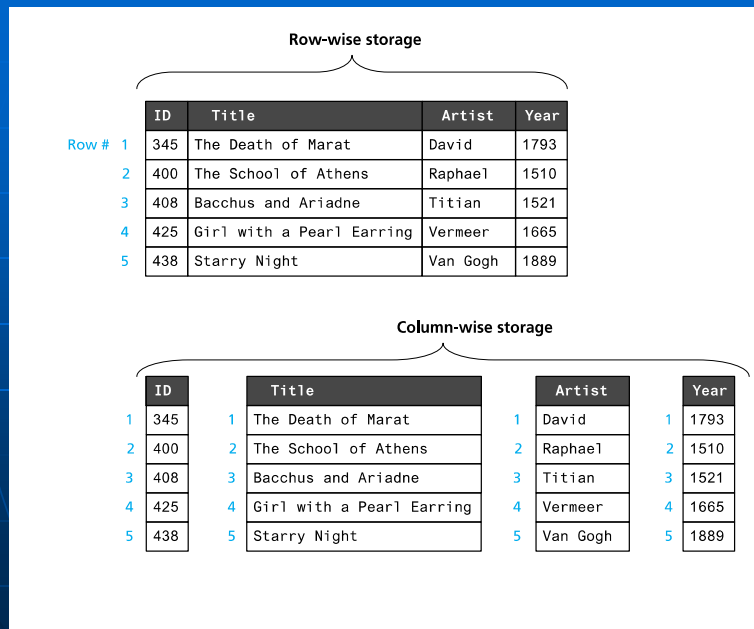 Row-wise storage
ID Title Artist Year
Row # 1 345 The Death of Marat David 1793
2 400 The School of Athens Raphael 1510
3 408 Bacchus and Ariadne Titian 1521
4 425 Girl with a Pearl Earring Vermeer 1665
5 438 Starry Night Van Gogh 1889
Column-wise storage
ID Title Artist Year
1 345 1 The Death of Marat 1 David 1 1793
2 400 2 The School of Athens 2 Raphael 2 1510
3 408 3 Bacchus and Ariadne 3 Titian 3 1521
4 425 4 Girl with a Pearl Earring 4 Vermeer 4 1665
5 438 5 Starry Night 5 Van Gogh 5 1889